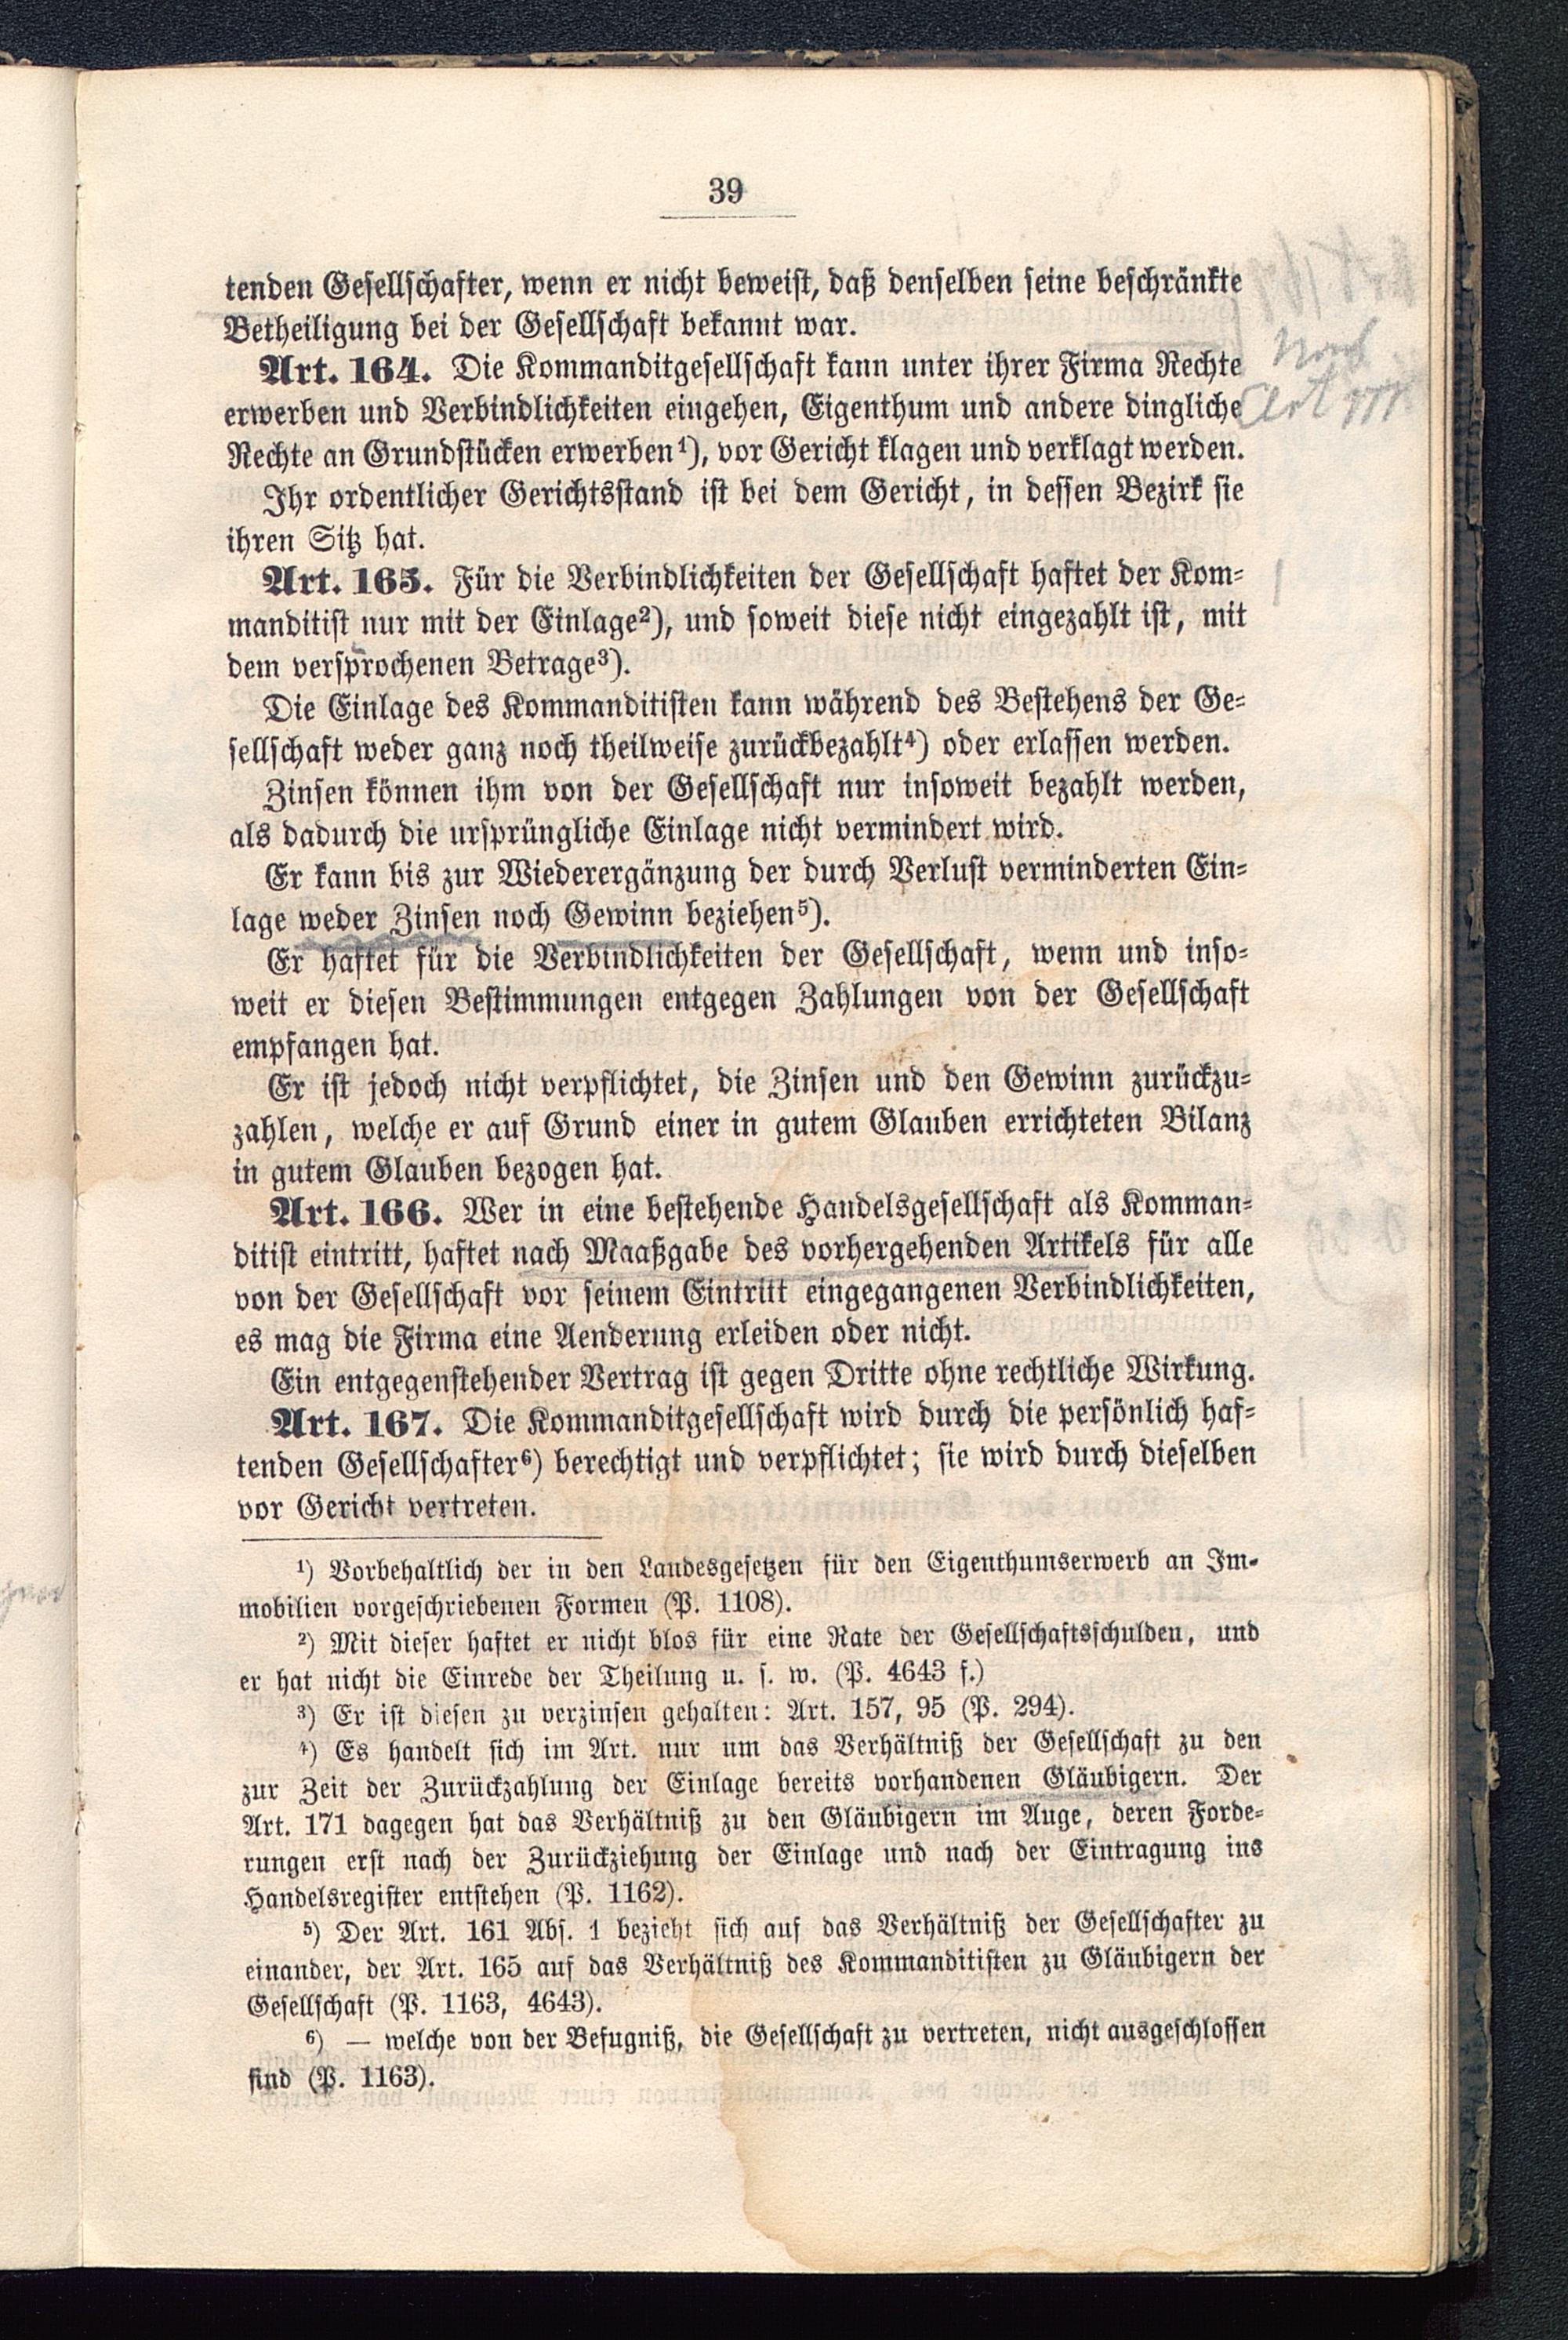 39
tenden Gesellschafter, wenn er nicht beweist, daß denselben seine beschränkte
Betheiligung bei der Gesellschaft bekannt war.
Art. 164. Die Kommanditgesellschaft kann unter ihrer Firma Rechte
erwerben und Verbindlichkeiten eingehen, Eigenthum und andere dingliche
Rechte an Grundstücken erwerben¹), vor Gericht klagen und verklagt werden.
Ihr ordentlicher Gerichtsstand ist bei dem Gericht, in dessen Bezirk sie
ihren Sitz hat.
Art. 165. Für die Verbindlichkeiten der Gesellschaft haftet der Kom-
manditist nur mit der Einlage²), und soweit diese nicht eingezahlt ist, mit
dem versprochenen Betrage³).
Die Einlage des Kommanditisten kann während des Bestehens der Ge-
sellschaft weder ganz noch theilweise zurückbezahlt⁴) oder erlassen werden.
Zinsen können ihm von der Gesellschaft nur insoweit bezahlt werden,
als dadurch die ursprüngliche Einlage nicht vermindert wird.
Er kann bis zur Wiederergänzung der durch Verlust verminderten Ein-
lage weder Zinsen noch Gewinn beziehen⁵).
Er haftet für die Verbindlichkeiten der Gesellschaft, wenn und inso-
weit er diesen Bestimmungen entgegen Zahlungen von der Gesellschaft
empfangen hat.
Er ist jedoch nicht verpflichtet, die Zinsen und den Gewinn zurückzu-
zahlen, welche er auf Grund einer in gutem Glauben errichteten Bilanz
in gutem Glauben bezogen hat.
Art. 166. Wer in eine bestehende Handelsgesellschaft als Komman-
ditist eintritt, haftet nach Maaßgabe des vorhergehenden Artikels für alle
von der Gesellschaft vor seinem Eintritt eingegangenen Verbindlichkeiten,
es mag die Firma eine Aenderung erleiden oder nicht.
Ein entgegenstehender Vertrag ist gegen Dritte ohne rechtliche Wirkung.
Art. 167. Die Kommanditgesellschaft wird durch die persönlich haf-
tenden Gesellschafter⁶) berechtigt und verpflichtet; sie wird durch dieselben
vor Gericht vertreten.
¹) Vorbehaltlich der in den Landesgesetzen für den Eigenthumserwerb an Im-
mobilien vorgeschriebenen Formen (P. 1108).
²) Mit dieser haftet er nicht blos für eine Rate der Gesellschaftsschulden, und
er hat nicht die Einrede der Theilung u. s. w. (P. 4643 f.)
³) Er ist diesen zu verzinsen gehalten: Art. 157, 95 (P. 294).
⁴) Es handelt sich im Art. nur um das Verhältniß der Gesellschaft zu den
zur Zeit der Zurückzahlung der Einlage bereits vorhandenen Gläubigern. Der
Art. 171 dagegen hat das Verhältniß zu den Gläubigern im Auge, deren Forde-
rungen erst nach der Zurückziehung der Einlage und nach der Eintragung ins
Handelsregister entstehen (P. 1162).
⁵) Der Art. 161 Abs. 1 bezieht sich auf das Verhältniß der Gesellschafter zu
einander, der Art. 165 auf das Verhältniß des Kommanditisten zu Gläubigern der
Gesellschaft (P. 1163, 4643).
⁶) — welche von der Befugniß, die Gesellschaft zu vertreten, nicht ausgeschlossen
sind (P. 1163).